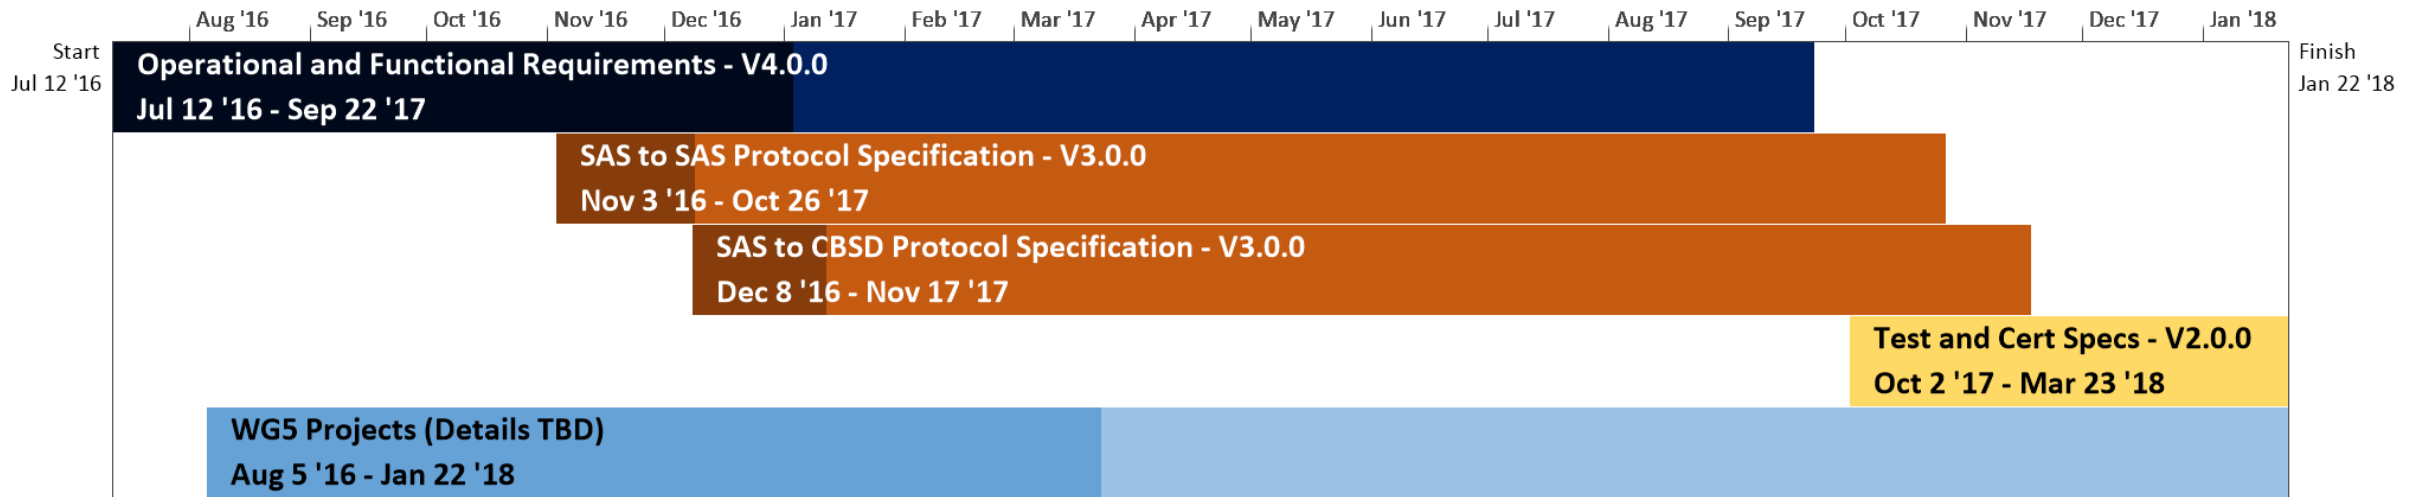 Aug '16 Sep '16 Oct '16 Nov '16 Dec '16 Jan '17 Feb '17 Mar '17 Apr '17 May '17 Jun '17 Jul '17 Aug '17 Sep '17 Oct '17 Nov '17 Dec '17 Jan '18
Start
Jul 12 '16
Operational and Functional Requirements - V4.0.0
Jul 12 '16 - Sep 22 '17
Finish
Jan 22 '18
SAS to SAS Protocol Specification - V3.0.0
Nov 3 '16 - Oct 26 '17
SAS to CBSD Protocol Specification - V3.0.0
Dec 8 '16 - Nov 17 '17
Test and Cert Specs - V2.0.0
Oct 2 '17 - Mar 23 '18
WG5 Projects (Details TBD)
Aug 5 '16 - Jan 22 '18